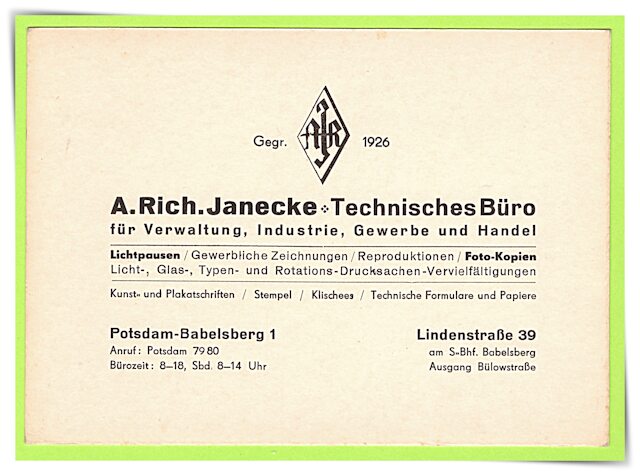 Gegr. AJR 1926
A. Rich. Janecke Technisches Büro
für Verwaltung, Industrie, Gewerbe und Handel
Lichtpausen / Gewerbliche Zeichnungen / Reproduktionen / Foto-Kopien
Licht-, Glas-, Typen- und Rotations-Drucksachen-Vervielfältigungen
Kunst- und Plakatschriften / Stempel / Klischees / Technische Formulare und Papiere
Potsdam-Babelsberg 1
Anruf: Potsdam 7980
Bürozeit: 8–18, Sbd. 8–14 Uhr
Lindenstraße 39
am S-Bhf. Babelsberg
Ausgang Bülowstraße